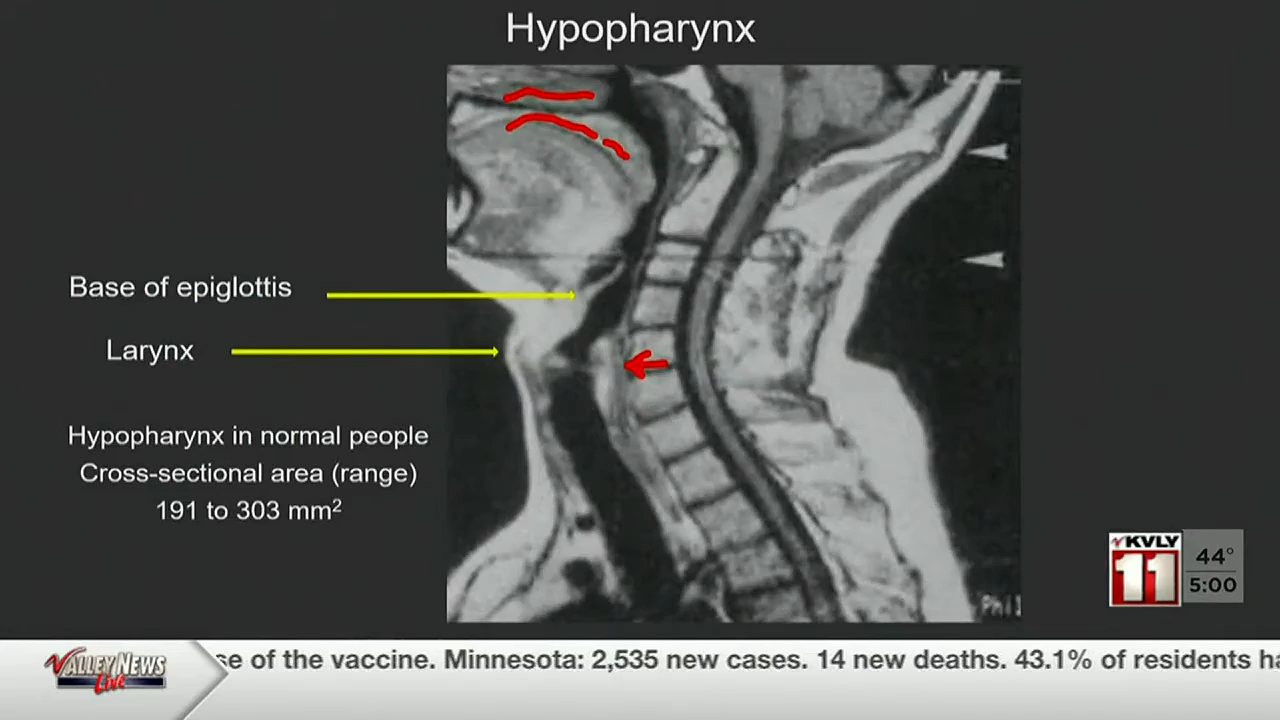 Hypopharynx
Base of epiglottis
Larynx
Hypopharynx in normal people
Cross-sectional area (range)
191 to 303 mm²
KVLY
11
44°
5:00
VALLEY NEWS
Live
se of the vaccine. Minnesota: 2,535 new cases. 14 new deaths. 43.1% of residents ha